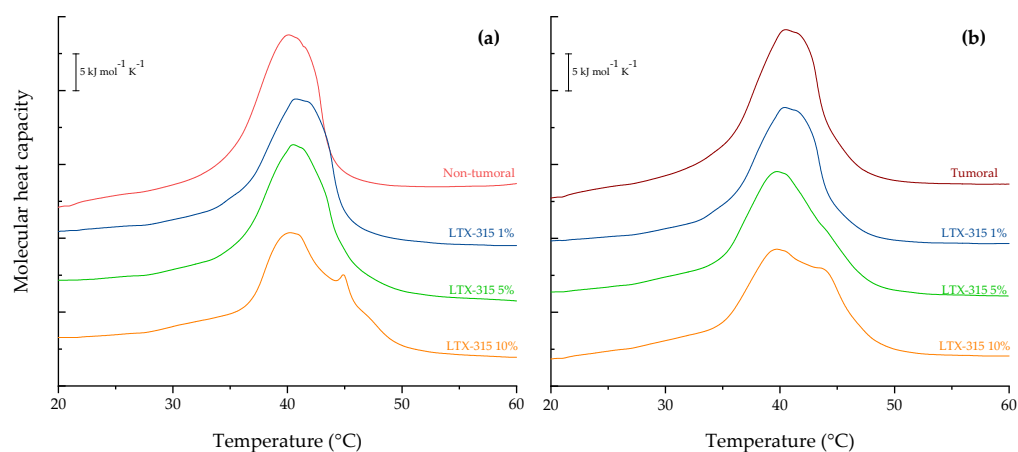 Molecular heat capacity
5 kJ mol⁻¹ K⁻¹
(a)
Non-tumoral
LTX-315 1%
LTX-315 5%
LTX-315 10%
20 30 40 50 60
Temperature (°C)
5 kJ mol⁻¹ K⁻¹
(b)
Tumoral
LTX-315 1%
LTX-315 5%
LTX-315 10%
20 30 40 50 60
Temperature (°C)